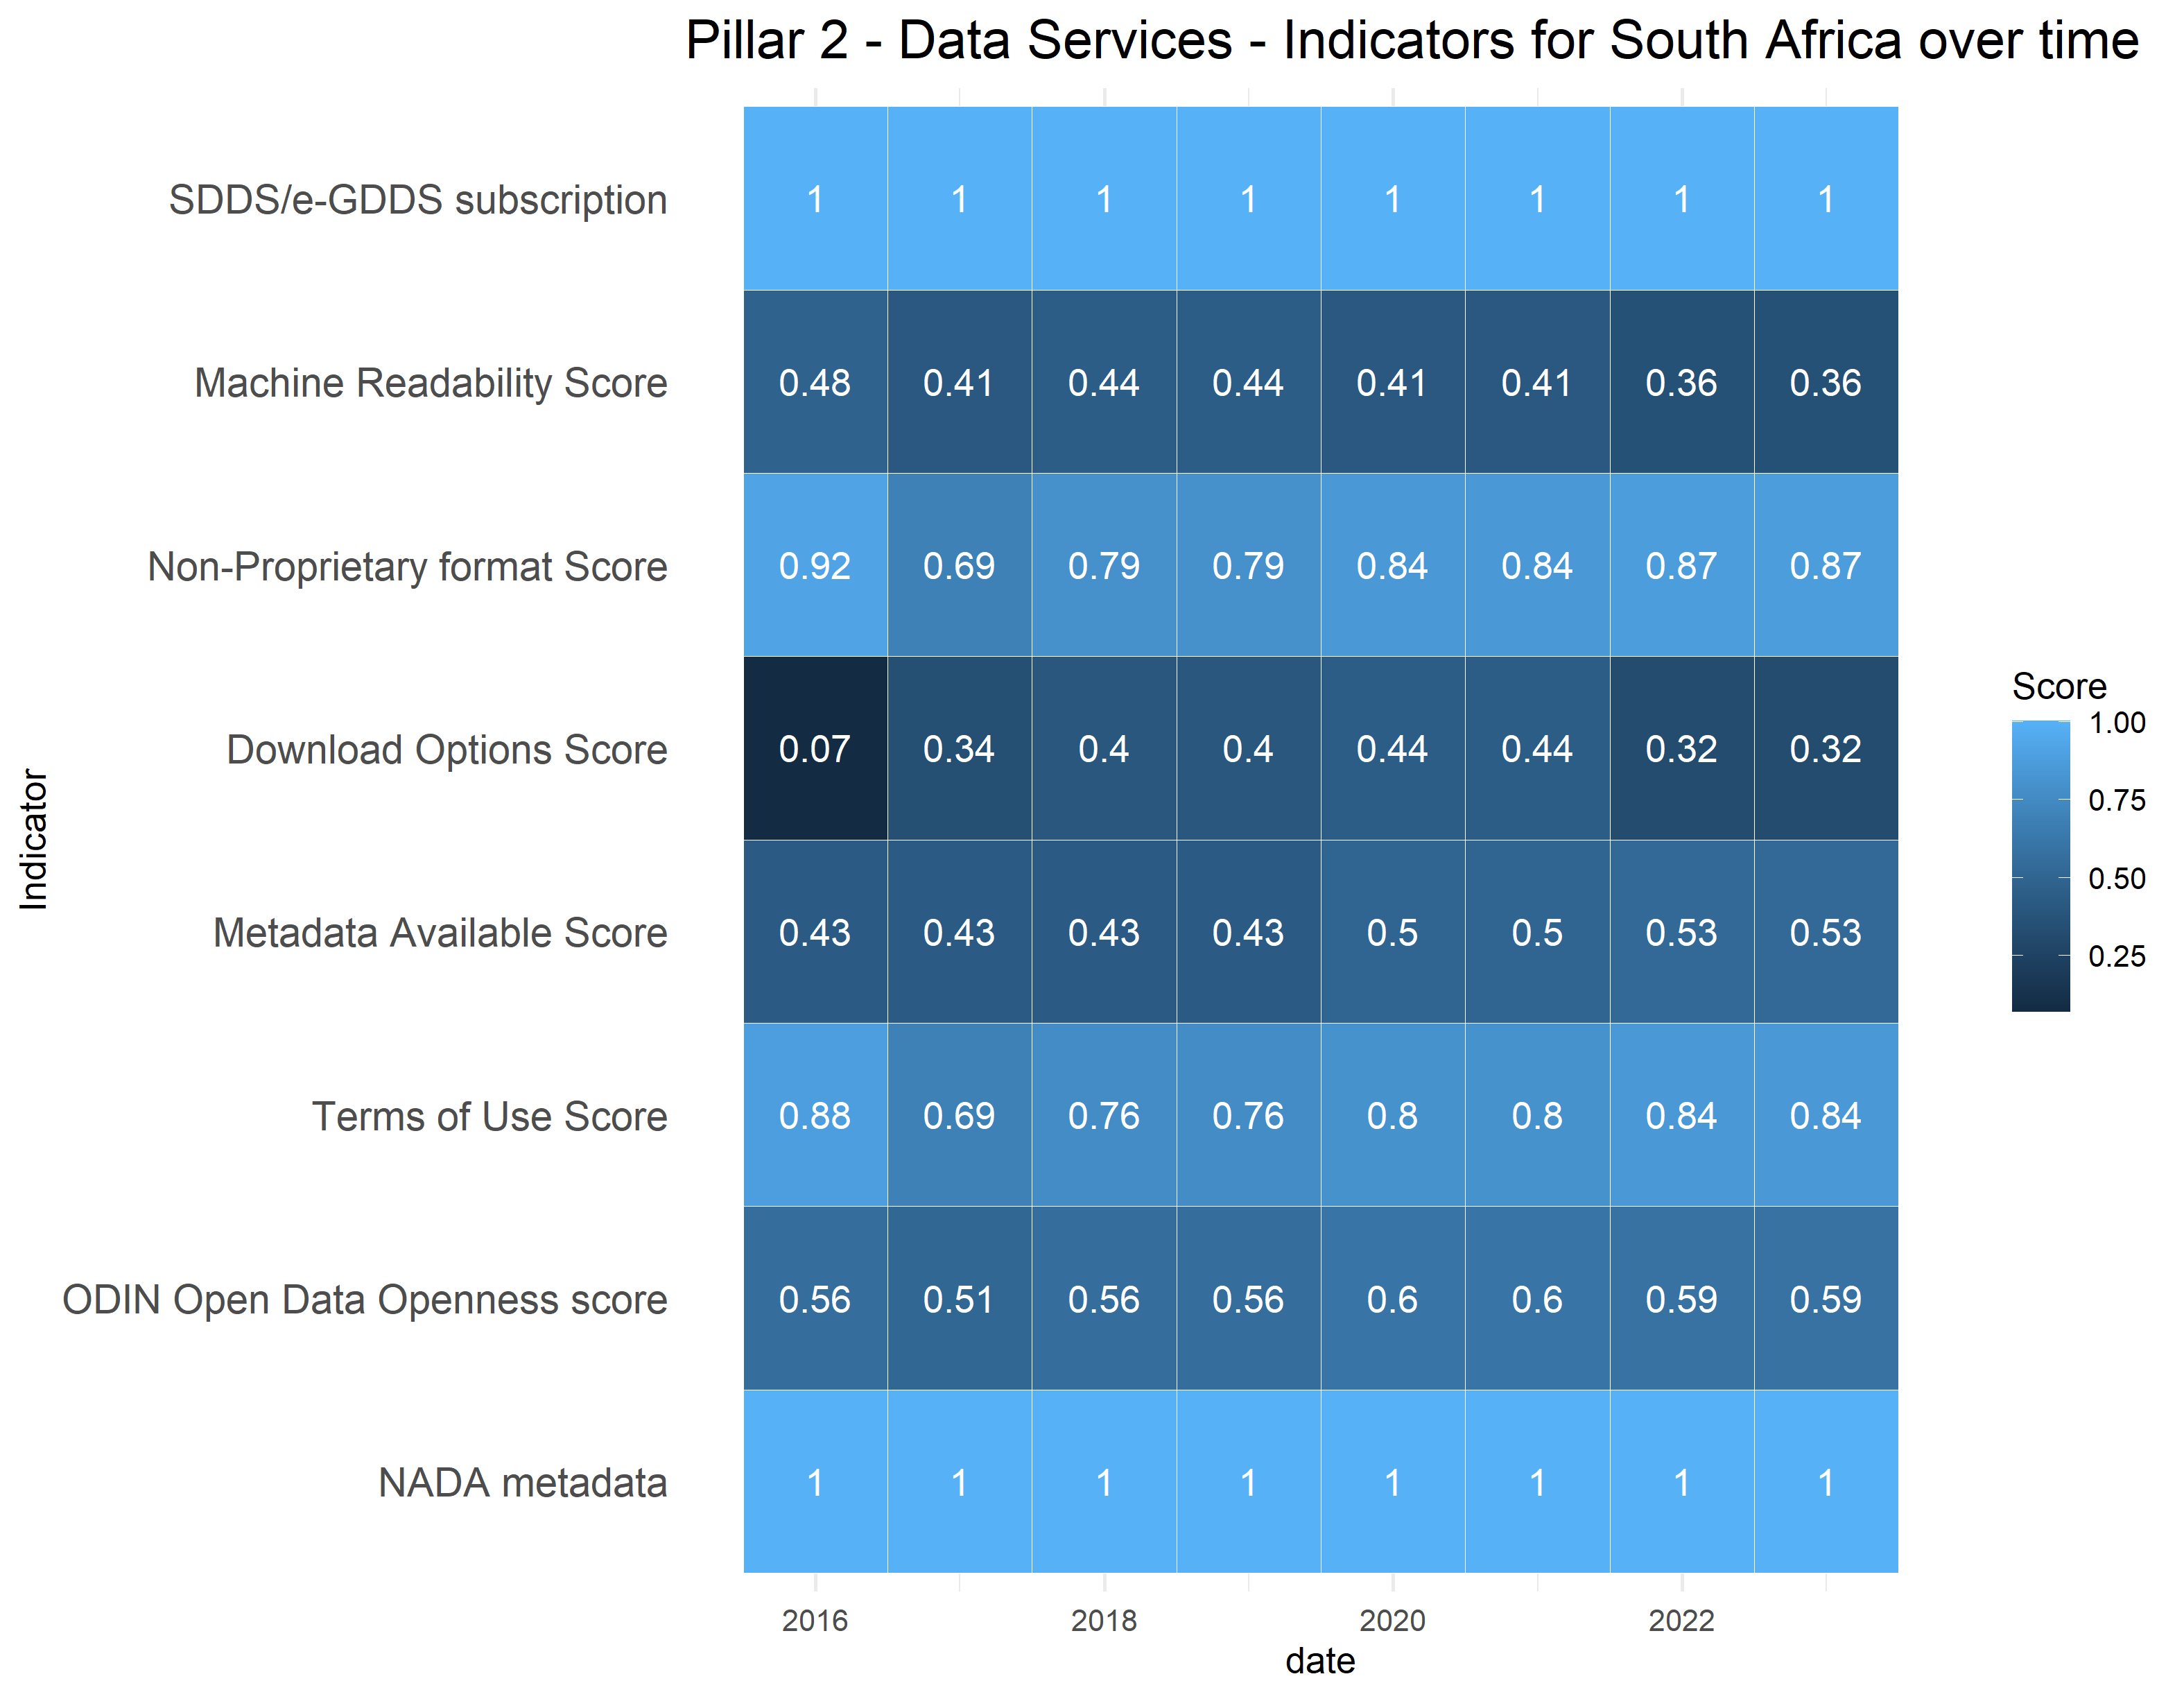 Pillar 2 - Data Services - Indicators for South Africa over time
SDDS/e-GDDS subscription 1 1 1 1 1 1 1 1
Machine Readability Score 0.48 0.41 0.44 0.44 0.41 0.41 0.36 0.36
Non-Proprietary format Score 0.92 0.69 0.79 0.79 0.84 0.84 0.87 0.87
Download Options Score 0.07 0.34 0.4 0.4 0.44 0.44 0.32 0.32
Metadata Available Score 0.43 0.43 0.43 0.43 0.5 0.5 0.53 0.53
Terms of Use Score 0.88 0.69 0.76 0.76 0.8 0.8 0.84 0.84
ODIN Open Data Openness score 0.56 0.51 0.56 0.56 0.6 0.6 0.59 0.59
NADA metadata 1 1 1 1 1 1 1 1
2016 2018 2020 2022
date
Indicator
Score
1.00
0.75
0.50
0.25